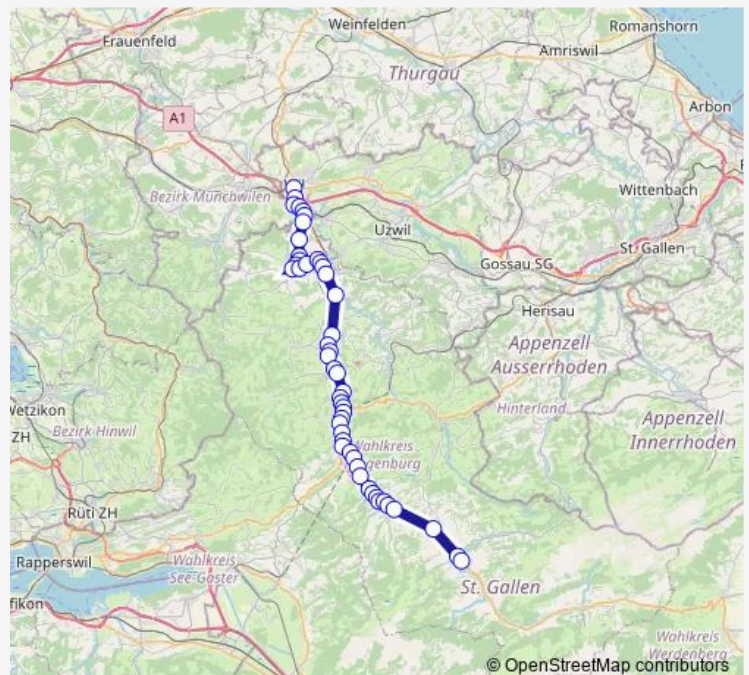 Weinfelden
Romanshorn
Frauenfeld
Amriswil
Thurgau
Arbon
A1
Bezirk Münchwilen
Wittenbach
Uzwil
St. Gallen
Gossau SG
Herisau
Appenzell
Ausserrhoden
Wetzikon
ZH
Bezirk Hinwil
Hinterland
Appenzell
Innerrhoden
Wahlkreis
Rüti ZH
Rapperswil
Wahlkreis
See-Gaster
St. Gallen
fikon
Wahlkreis
Werdenberg
© OpenStreetMap contributors